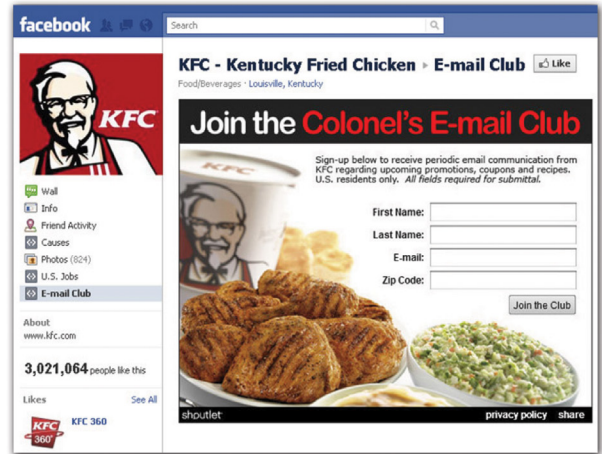 facebook
Search
KFC - Kentucky Fried Chicken ▸ E-mail Club
Like
Food/Beverages · Louisville, Kentucky
KFC
Wall
Info
Friend Activity
Causes
Photos (824)
U.S. Jobs
E-mail Club
About
www.kfc.com
3,021,064 people like this
Likes
See All
KFC
360°
KFC 360
Join the Colonel's E-mail Club
KFC
Sign-up below to receive periodic email communication from
KFC regarding upcoming promotions, coupons and recipes.
U.S. residents only. All fields required for submittal.
First Name:
Last Name:
E-mail:
Zip Code:
Join the Club
shoutlet
privacy policy
share